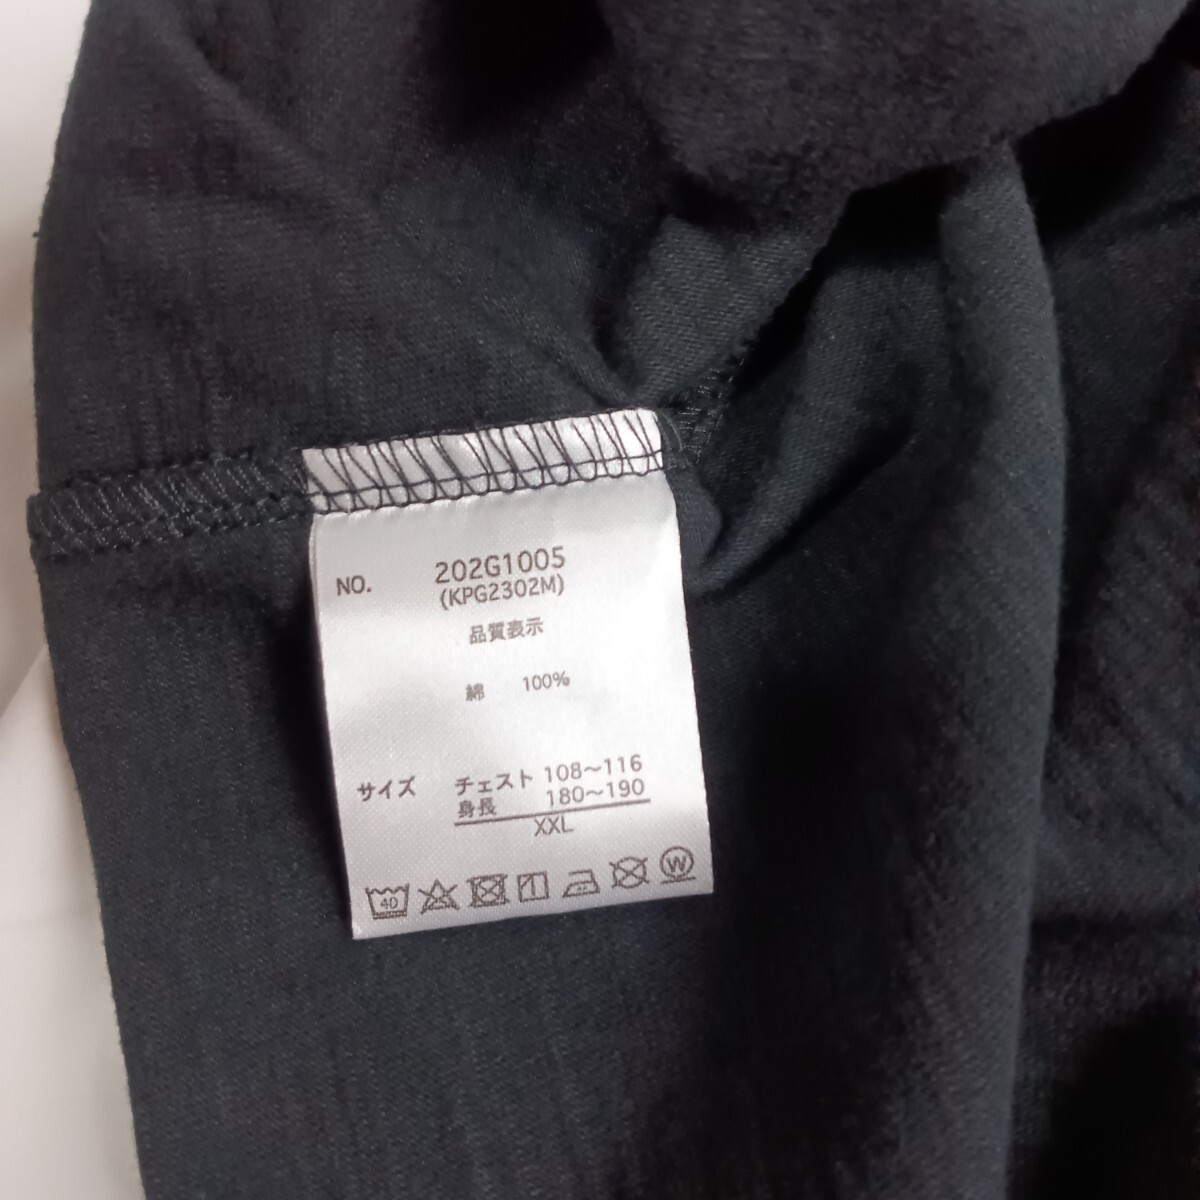 NO. 202G1005
(KPG2302M)
品質表示
綿 100%
サイズ チェスト 108~116
身長 180~190
XXL
40 W